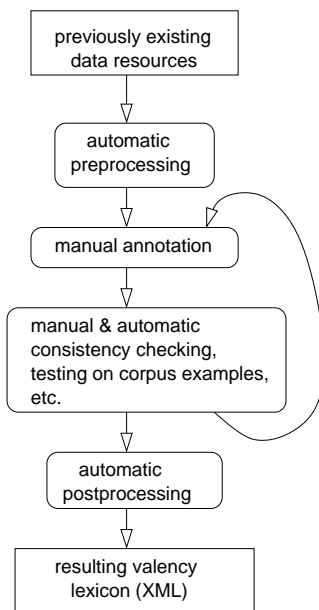 previously existing
data resources
automatic
preprocessing
manual annotation
manual & automatic
consistency checking,
testing on corpus examples,
etc.
automatic
postprocessing
resulting valency
lexicon (XML)